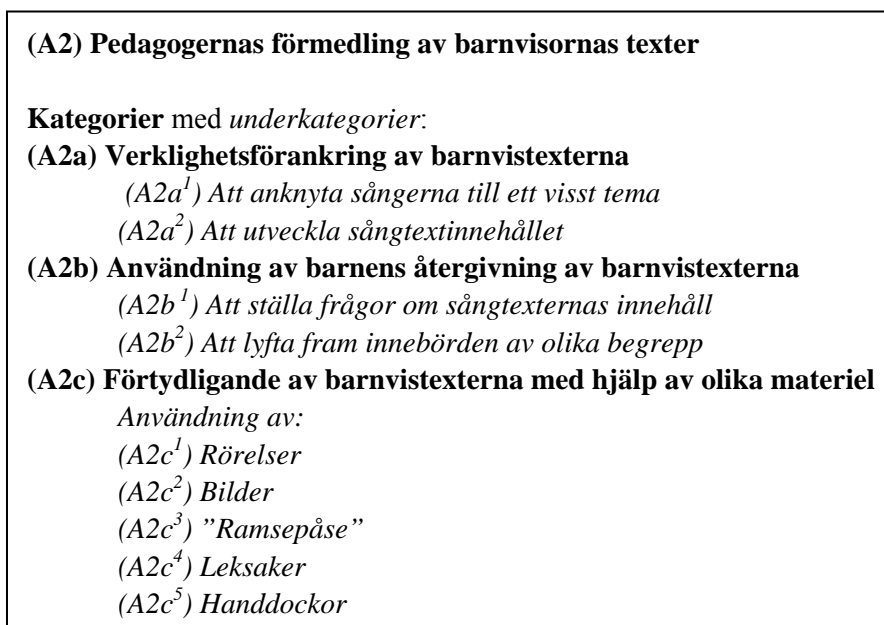 (A2) Pedagogernas förmedling av barnvisornas texter
Kategorier med underkategorier:
(A2a) Verklighetsförankring av barnvistexterna
(A2a¹) Att anknyta sångerna till ett visst tema
(A2a²) Att utveckla sångtextinnehållet
(A2b) Användning av barnens återgivning av barnvistexterna
(A2b ¹) Att ställa frågor om sångtexternas innehåll
(A2b²) Att lyfta fram innebörden av olika begrepp
(A2c) Förtydligande av barnvistexterna med hjälp av olika materiel
Användning av:
(A2c¹) Rörelser
(A2c²) Bilder
(A2c³) ”Ramsepåse”
(A2c⁴) Leksaker
(A2c⁵) Handdockor